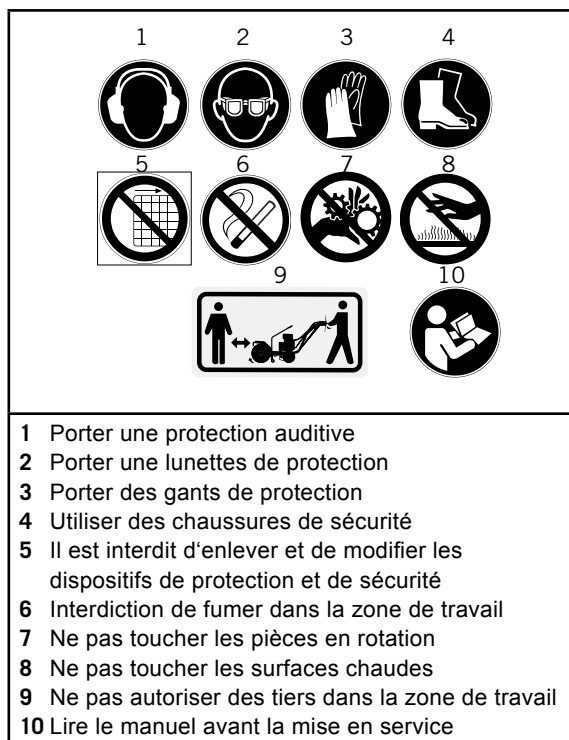 1 2 3 4
5 6 7 8
9 10
1 Porter une protection auditive
2 Porter une lunettes de protection
3 Porter des gants de protection
4 Utiliser des chaussures de sécurité
5 Il est interdit d‘enlever et de modifier les
dispositifs de protection et de sécurité
6 Interdiction de fumer dans la zone de travail
7 Ne pas toucher les pièces en rotation
8 Ne pas toucher les surfaces chaudes
9 Ne pas autoriser des tiers dans la zone de travail
10 Lire le manuel avant la mise en service